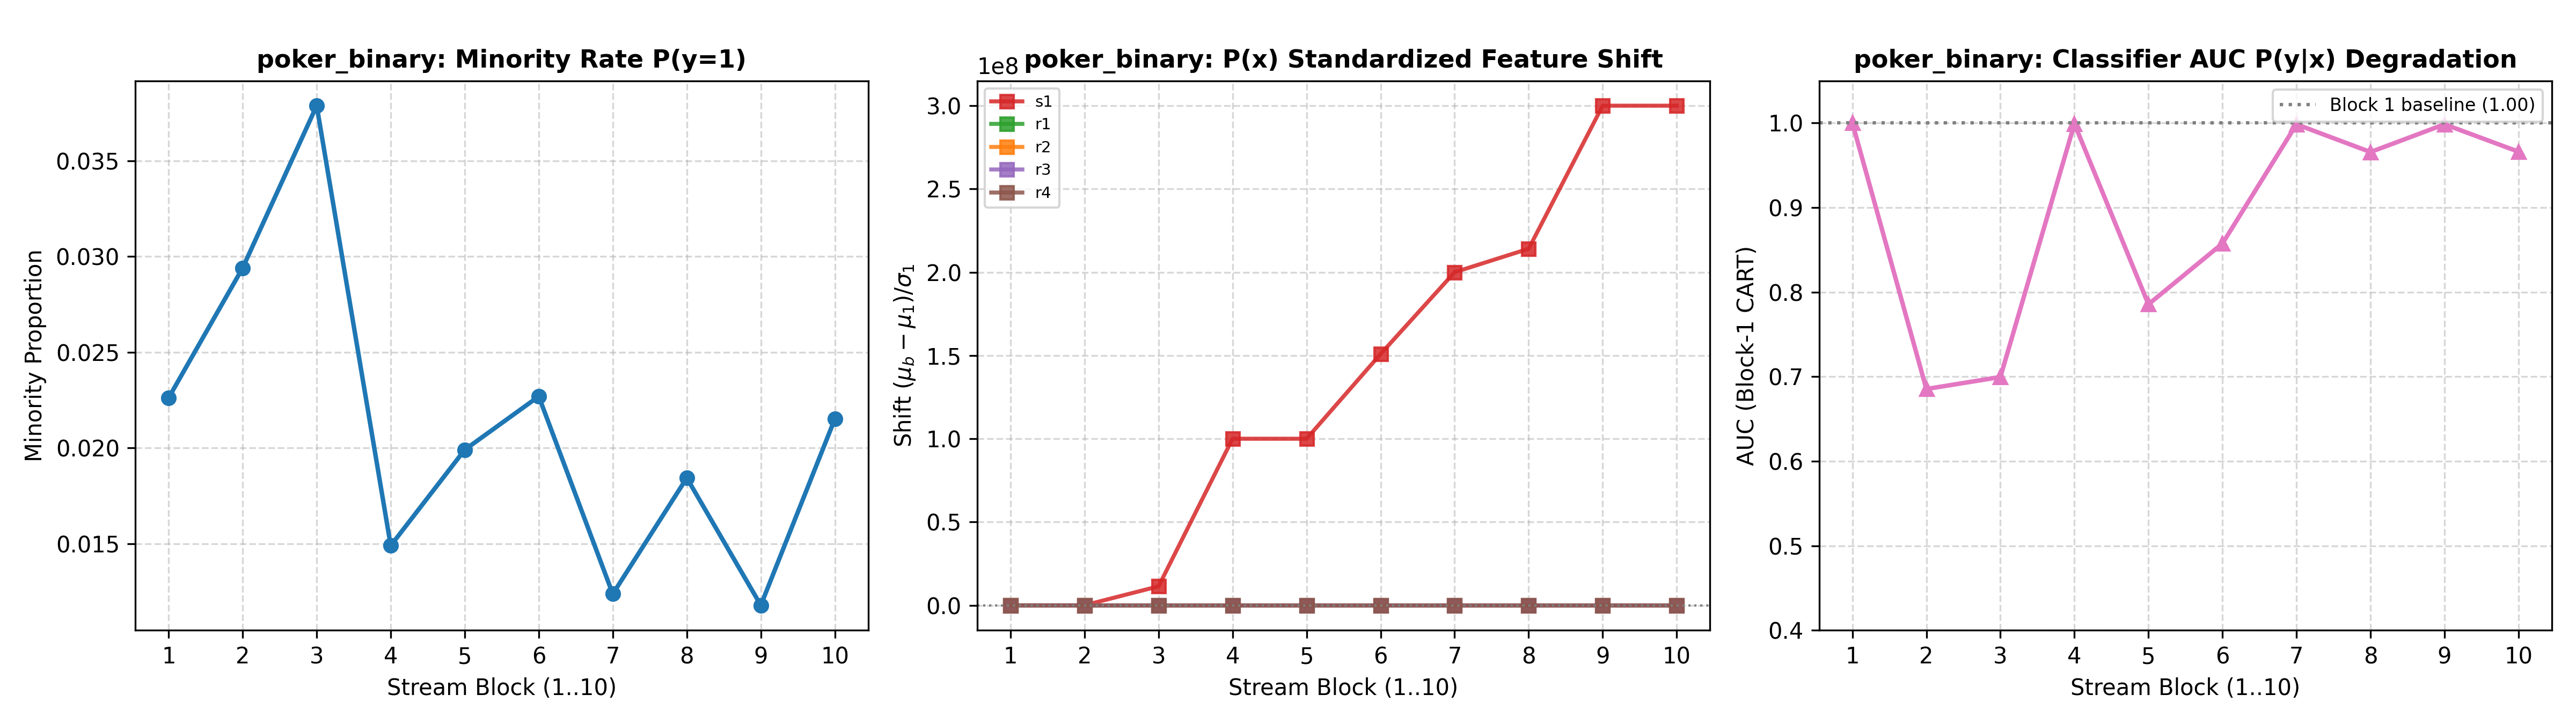 poker_binary: Minority Rate P(y=1)
Minority Proportion
0.035
0.030
0.025
0.020
0.015
1 2 3 4 5 6 7 8 9 10
Stream Block (1..10)
poker_binary: P(x) Standardized Feature Shift
1e8
Shift (μb − μ1)/σ1
3.0
2.5
2.0
1.5
1.0
0.5
0.0
s1
r1
r2
r3
r4
1 2 3 4 5 6 7 8 9 10
Stream Block (1..10)
poker_binary: Classifier AUC P(y|x) Degradation
AUC (Block-1 CART)
1.0
0.9
0.8
0.7
0.6
0.5
0.4
Block 1 baseline (1.00)
1 2 3 4 5 6 7 8 9 10
Stream Block (1..10)